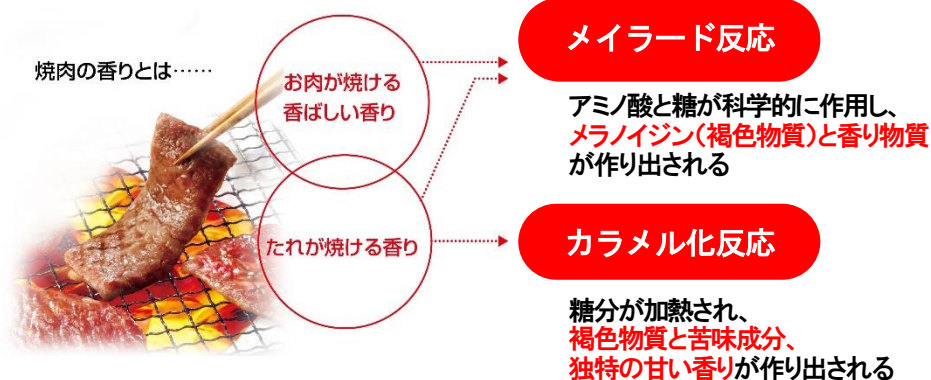 焼肉の香りとは……
お肉が焼ける
香ばしい香り
たれが焼ける香り
メイラード反応
アミノ酸と糖が科学的に作用し、
メラノイジン（褐色物質）と香り物質
が作り出される
カラメル化反応
糖分が加熱され、
褐色物質と苦味成分、
独特の甘い香りが作り出される